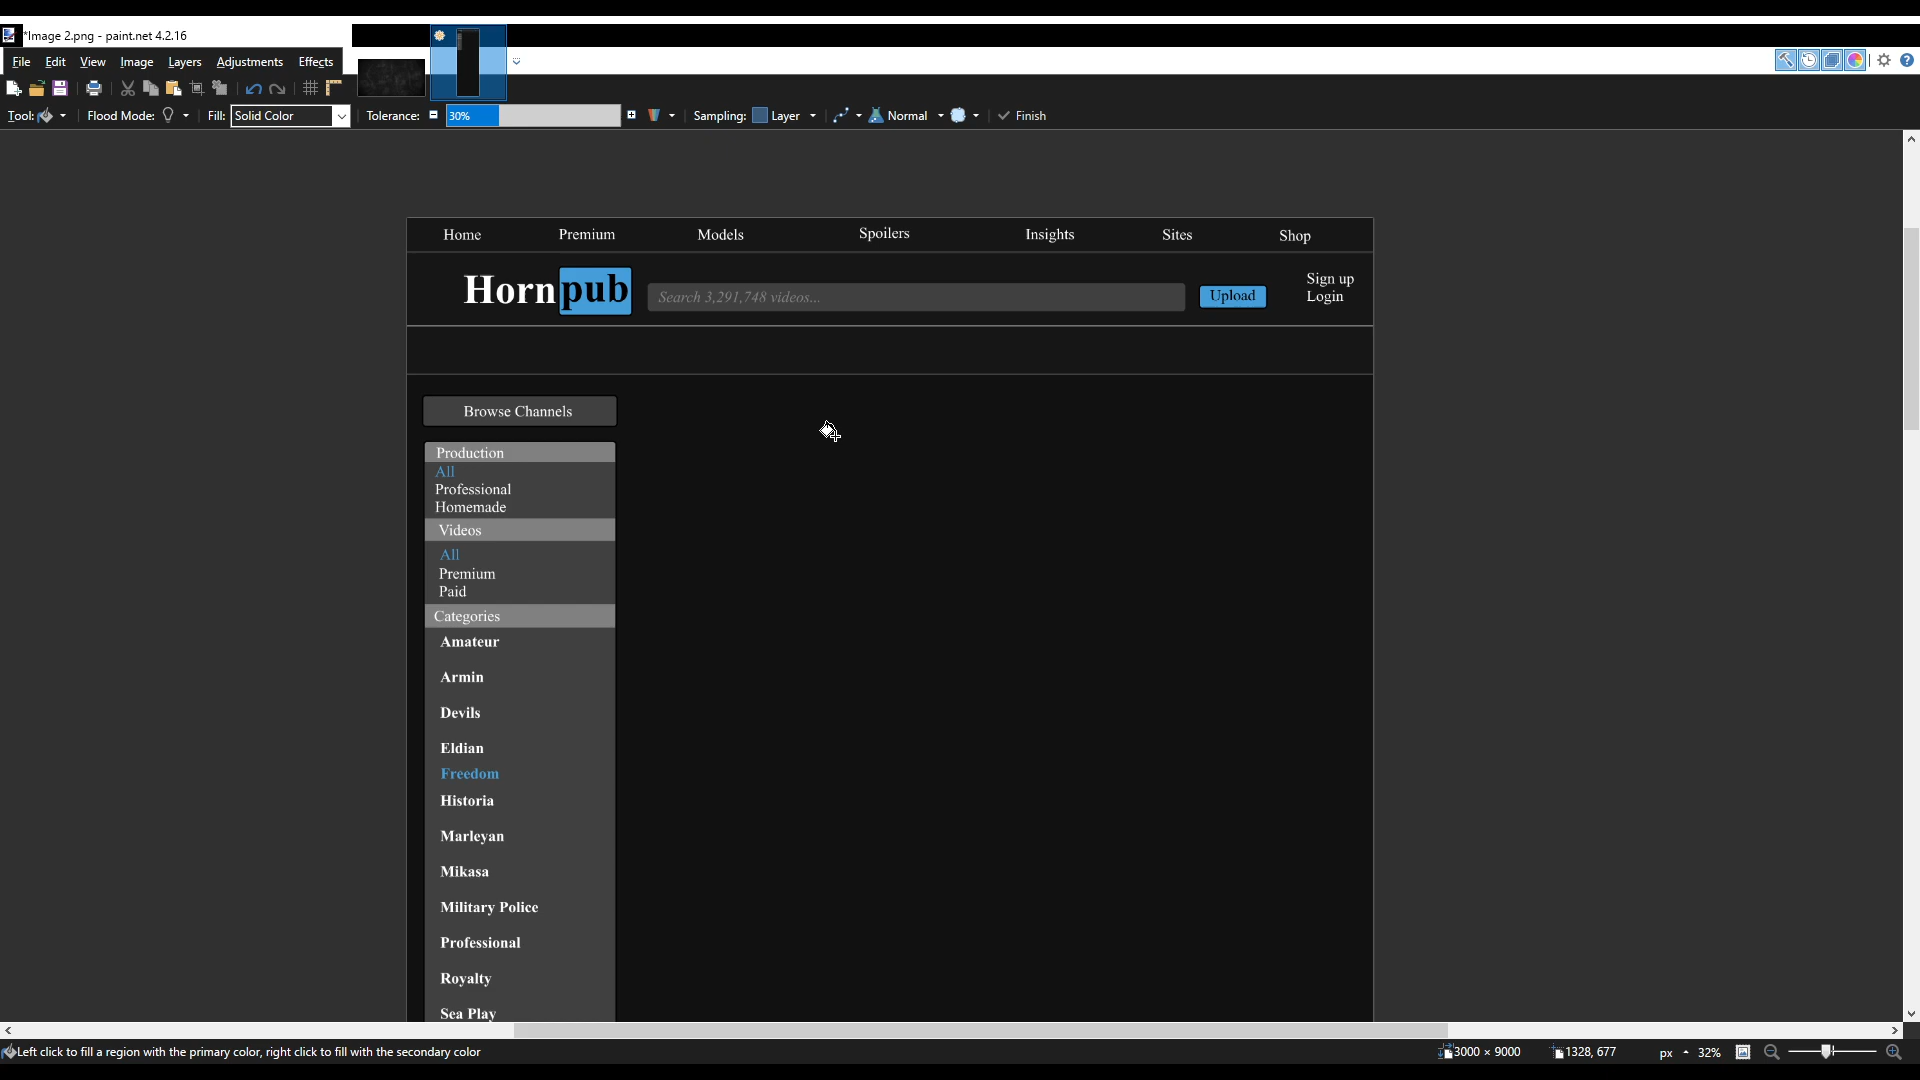 *Image 2.png - paint.net 4.2.16
File Edit View Image Layers Adjustments Effects
Tool: Flood Mode: Fill: Solid Color Tolerance: 30% Sampling: Layer Normal Finish
Home Premium Models Spoilers Insights Sites Shop
Hornpub Search 3,291,748 videos... Upload Sign up
Login
Browse Channels
Production
All
Professional
Homemade
Videos
All
Premium
Paid
Categories
Amateur
Armin
Devils
Eldian
Freedom
Historia
Marleyan
Mikasa
Military Police
Professional
Royalty
Sea Play
Left click to fill a region with the primary color, right click to fill with the secondary color 3000 × 9000 1328, 677 px 32%